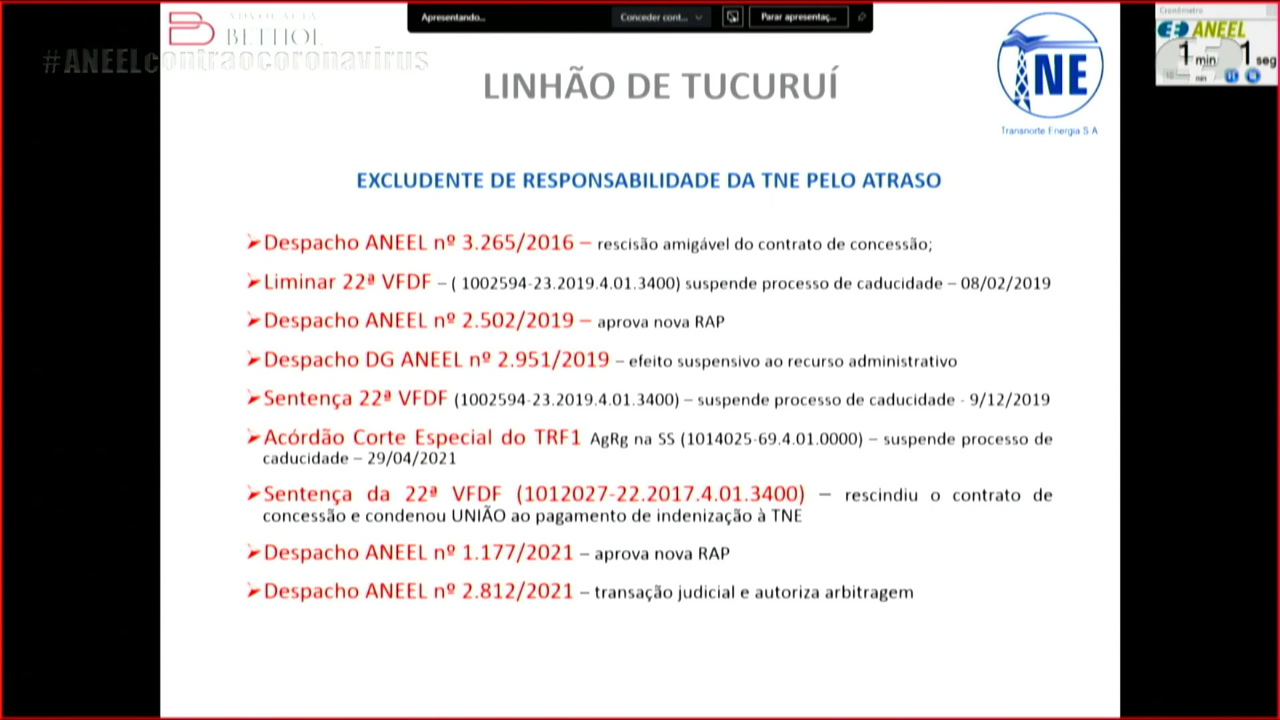 Apresentando...
Conceder cont...
Parar apresentaç...
Cronômetro
ADVOCACIA
BETTIOL
#ANEELcontraocoronavírus
ANEEL
1 min 1 seg
min
TNE
Transnorte Energia S A
LINHÃO DE TUCURUÍ
EXCLUDENTE DE RESPONSABILIDADE DA TNE PELO ATRASO
➢Despacho ANEEL nº 3.265/2016 – rescisão amigável do contrato de concessão;
➢Liminar 22ª VFDF – ( 1002594-23.2019.4.01.3400) suspende processo de caducidade – 08/02/2019
➢Despacho ANEEL nº 2.502/2019 – aprova nova RAP
➢Despacho DG ANEEL nº 2.951/2019 – efeito suspensivo ao recurso administrativo
➢Sentença 22ª VFDF (1002594-23.2019.4.01.3400) – suspende processo de caducidade - 9/12/2019
➢Acórdão Corte Especial do TRF1 AgRg na SS (1014025-69.4.01.0000) – suspende processo de
caducidade – 29/04/2021
➢Sentença da 22ª VFDF (1012027-22.2017.4.01.3400) – rescindiu o contrato de
concessão e condenou UNIÃO ao pagamento de indenização à TNE
➢Despacho ANEEL nº 1.177/2021 – aprova nova RAP
➢Despacho ANEEL nº 2.812/2021 – transação judicial e autoriza arbitragem